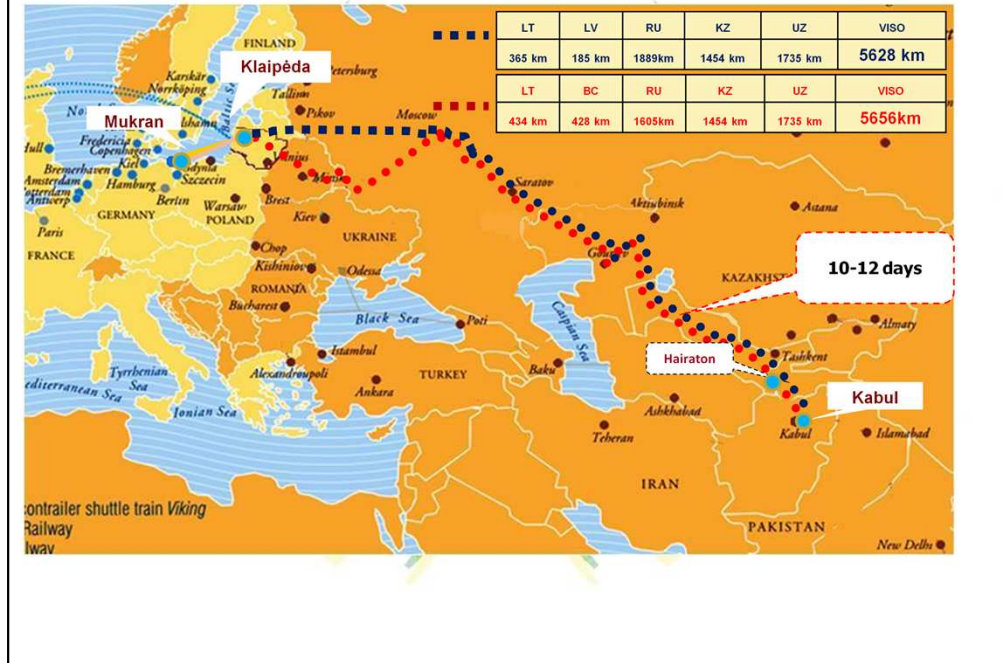 LT LV RU KZ UZ VISO
365 km 185 km 1889km 1454 km 1735 km 5628 km
LT BC RU KZ UZ VISO
434 km 428 km 1605km 1454 km 1735 km 5656km
FINLAND
Klaipėda
Karskär
Norrköping
Petersburg
Tallin
Baltic Sea
Pskov
Moscow
Mukran
Hull
Fredericia
Copenhagen
Kiel
Bremerhaven
Hamburg
Amsterdam
Rotterdam
Antwerp
Gdynia
Szczecin
Vilnius
Minsk
Saratov
Aktiubinsk
Astana
Berlin
Warsaw
Brest
GERMANY
POLAND
Kiev
Paris
UKRAINE
FRANCE
Chop
Kishiniov
Odessa
10-12 days
ROMANIA
Bucharest
Black Sea
Poti
Caspian Sea
Almaty
Istambul
Hairaton
Tashkent
Alexandroupoli
Tyrrhenian
Sea
Ankara
TURKEY
Baku
Kabul
Ionian Sea
Ashkhabad
Kabul
Islamabad
Teheran
IRAN
PAKISTAN
New Delhi
contrailer shuttle train Viking
Railway
lway